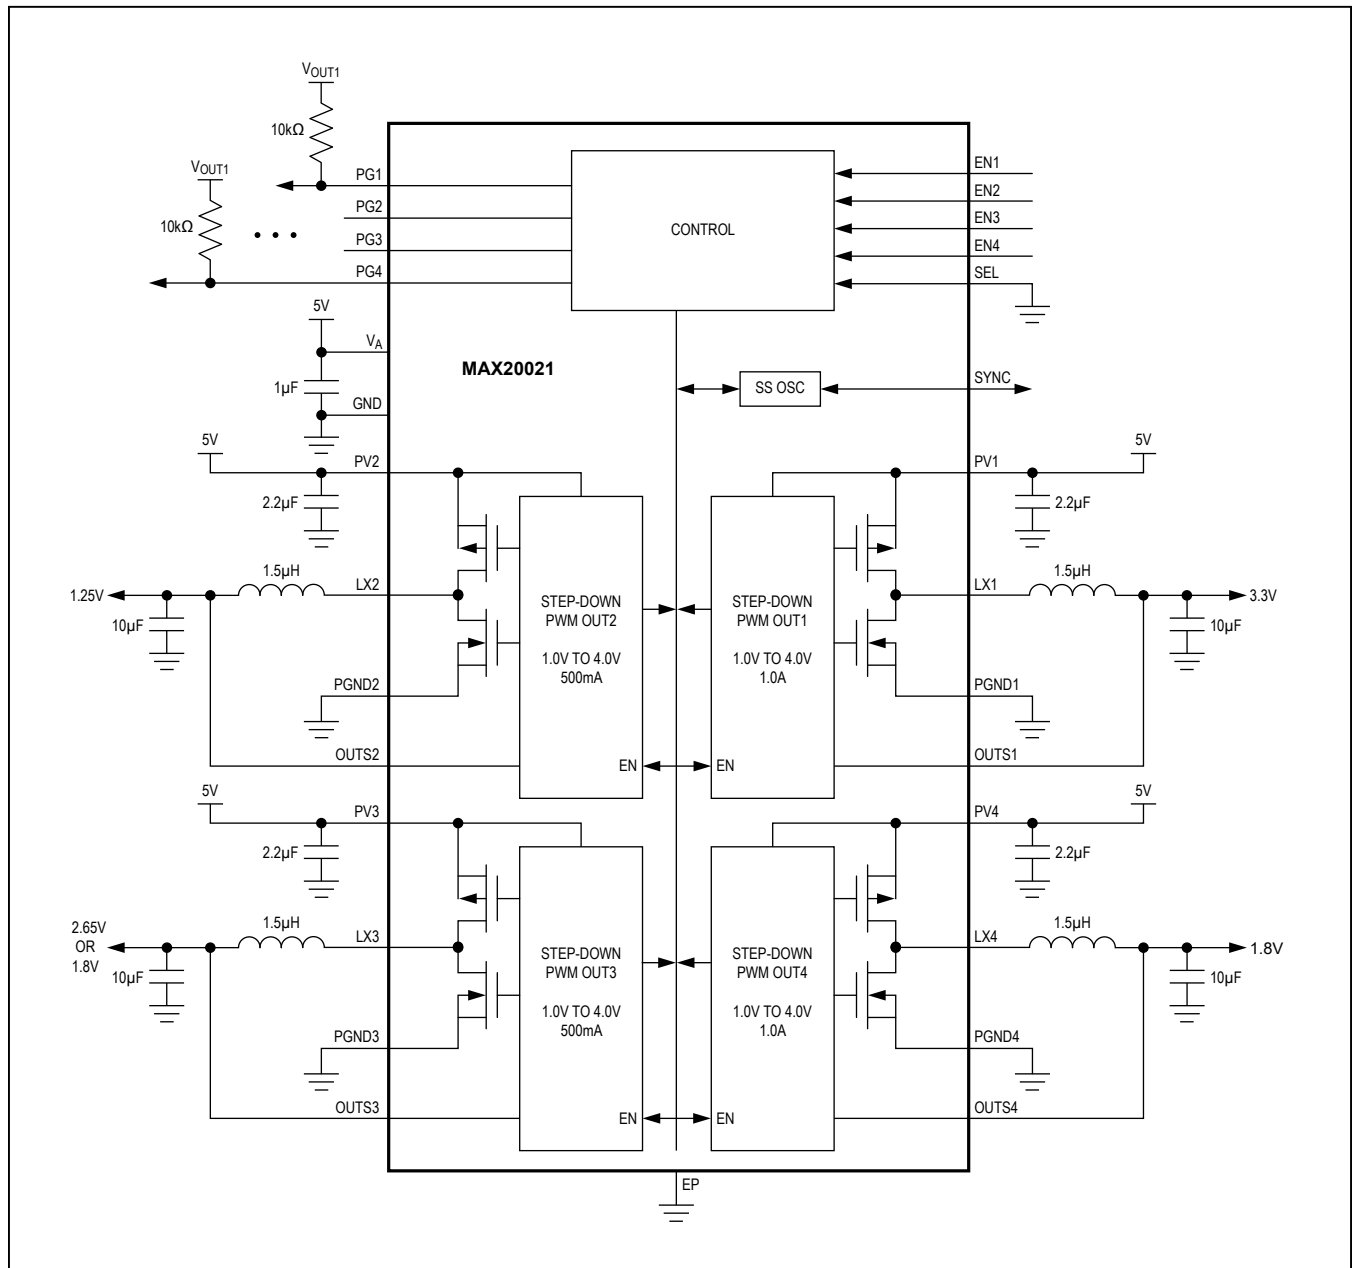 VOUT1
10kΩ
VOUT1
10kΩ
• • •
PG1
PG2
PG3
PG4
CONTROL
EN1
EN2
EN3
EN4
SEL
5V
VA
1µF
GND
MAX20021
SS OSC
SYNC
5V
PV2
2.2µF
1.5µH
LX2
1.25V
10µF
PGND2
OUTS2
STEP-DOWN
PWM OUT2
1.0V TO 4.0V
500mA
EN
STEP-DOWN
PWM OUT1
1.0V TO 4.0V
1.0A
EN
PV1
5V
2.2µF
LX1
1.5µH
3.3V
10µF
PGND1
OUTS1
5V
PV3
2.2µF
1.5µH
LX3
2.65V
OR
1.8V
10µF
PGND3
OUTS3
STEP-DOWN
PWM OUT3
1.0V TO 4.0V
500mA
EN
STEP-DOWN
PWM OUT4
1.0V TO 4.0V
1.0A
EN
PV4
5V
2.2µF
LX4
1.5µH
1.8V
10µF
PGND4
OUTS4
EP